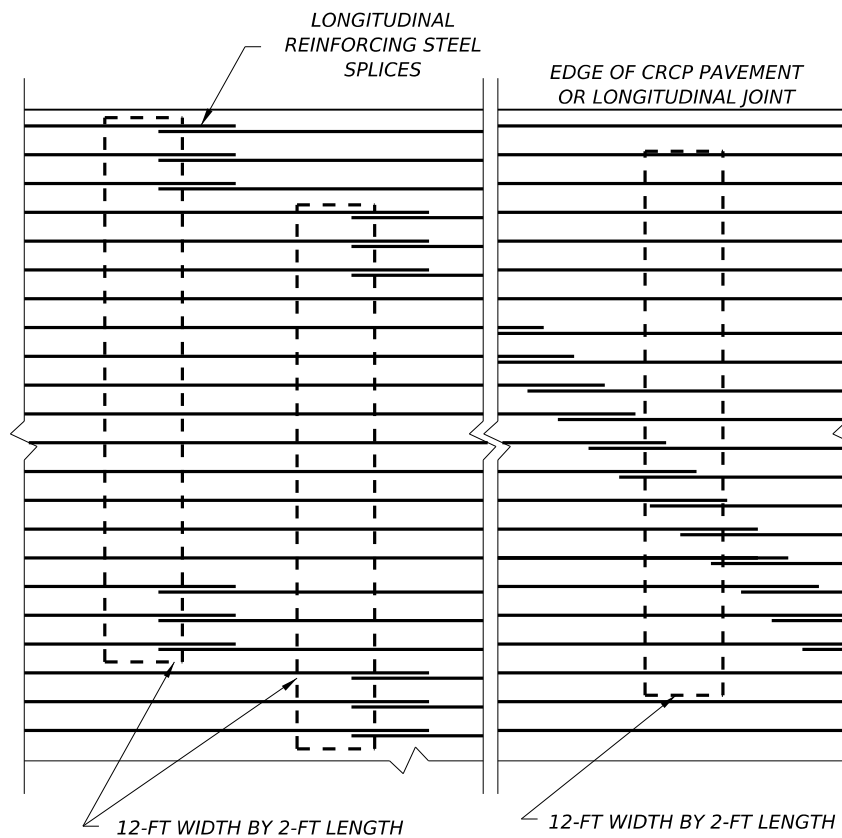 LONGITUDINAL
REINFORCING STEEL
SPLICES
EDGE OF CRCP PAVEMENT
OR LONGITUDINAL JOINT
12-FT WIDTH BY 2-FT LENGTH
12-FT WIDTH BY 2-FT LENGTH